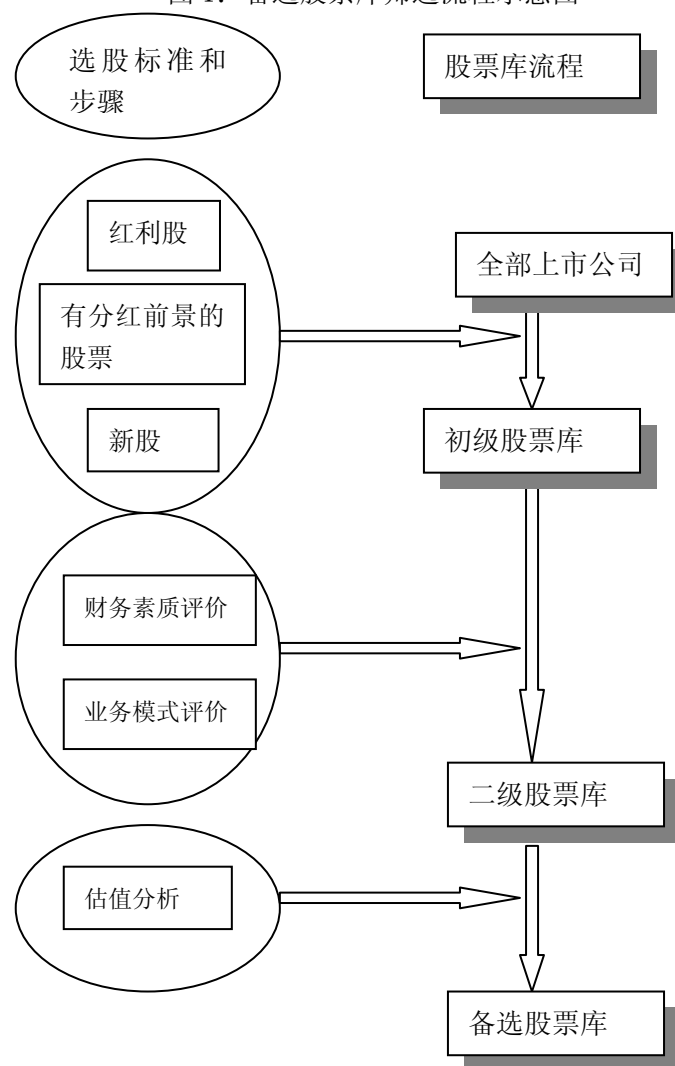 选股标准和
步骤
股票库流程
红利股
有分红前景的
股票
新股
全部上市公司
初级股票库
财务素质评价
业务模式评价
二级股票库
估值分析
备选股票库